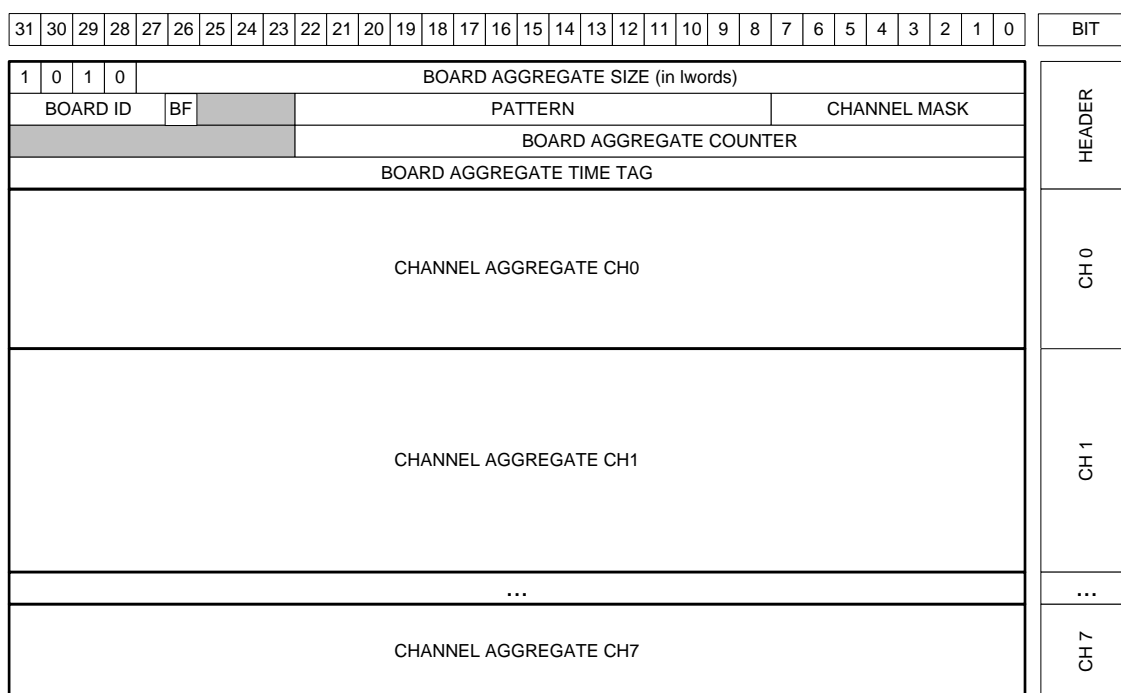 31 30 29 28 27 26 25 24 23 22 21 20 19 18 17 16 15 14 13 12 11 10 9 8 7 6 5 4 3 2 1 0 BIT
1 0 1 0 BOARD AGGREGATE SIZE (in lwords)
BOARD ID BF PATTERN CHANNEL MASK
BOARD AGGREGATE COUNTER
BOARD AGGREGATE TIME TAG
HEADER
CHANNEL AGGREGATE CH0
CH 0
CHANNEL AGGREGATE CH1
CH 1
... ...
CHANNEL AGGREGATE CH7
CH 7